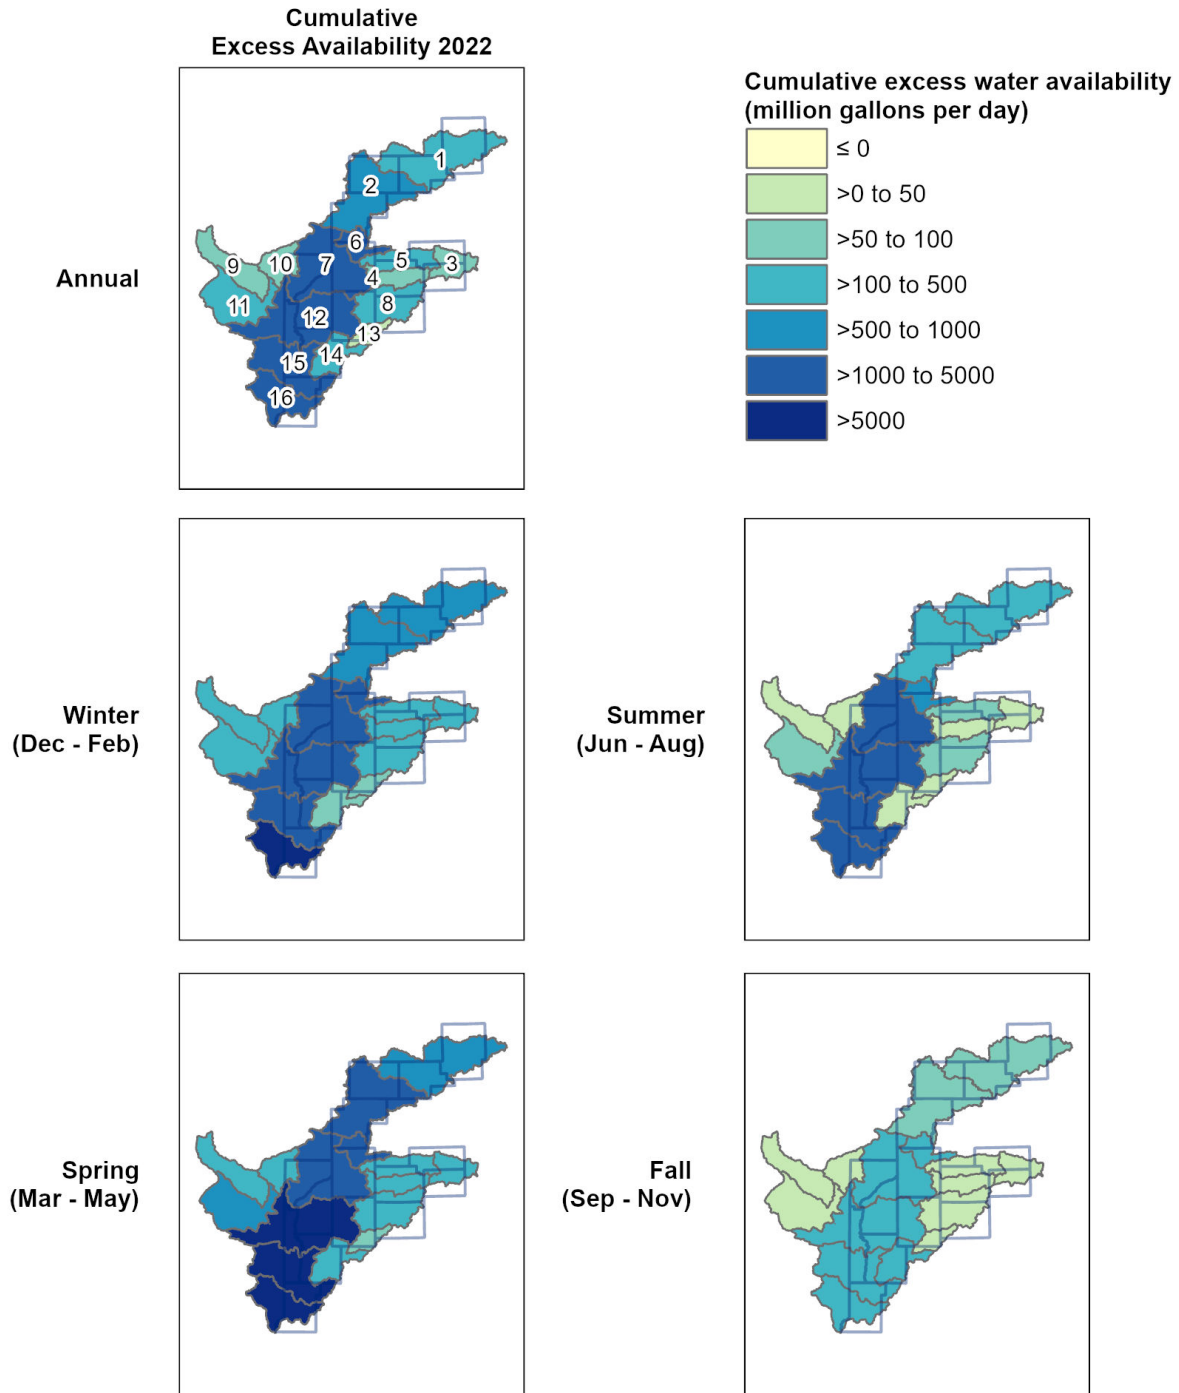 Cumulative
Excess Availability 2022
Cumulative excess water availability
(million gallons per day)
≤ 0
>0 to 50
>50 to 100
>100 to 500
>500 to 1000
>1000 to 5000
>5000
Annual
1
2
6
7
5
3
9
10
4
11
8
12
13
14
15
16
Winter
(Dec - Feb)
Summer
(Jun - Aug)
Spring
(Mar - May)
Fall
(Sep - Nov)